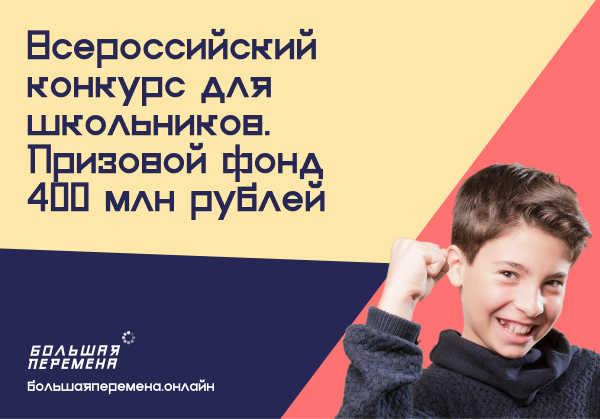 Всероссийский
конкурс для
школьников.
Призовой фонд
400 млн рублей
БОЛЬШАЯ
ПЕРЕМЕНА
большаяперемена.онлайн